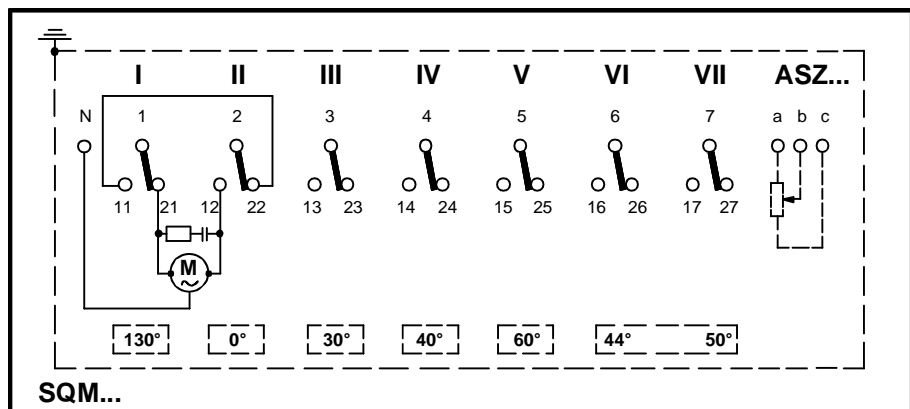 I II III IV V VI VII ASZ...
N 1 2 3 4 5 6 7 a b c
11 21 12 22 13 23 14 24 15 25 16 26 17 27
M
~
130° 0° 30° 40° 60° 44° 50°
SQM...